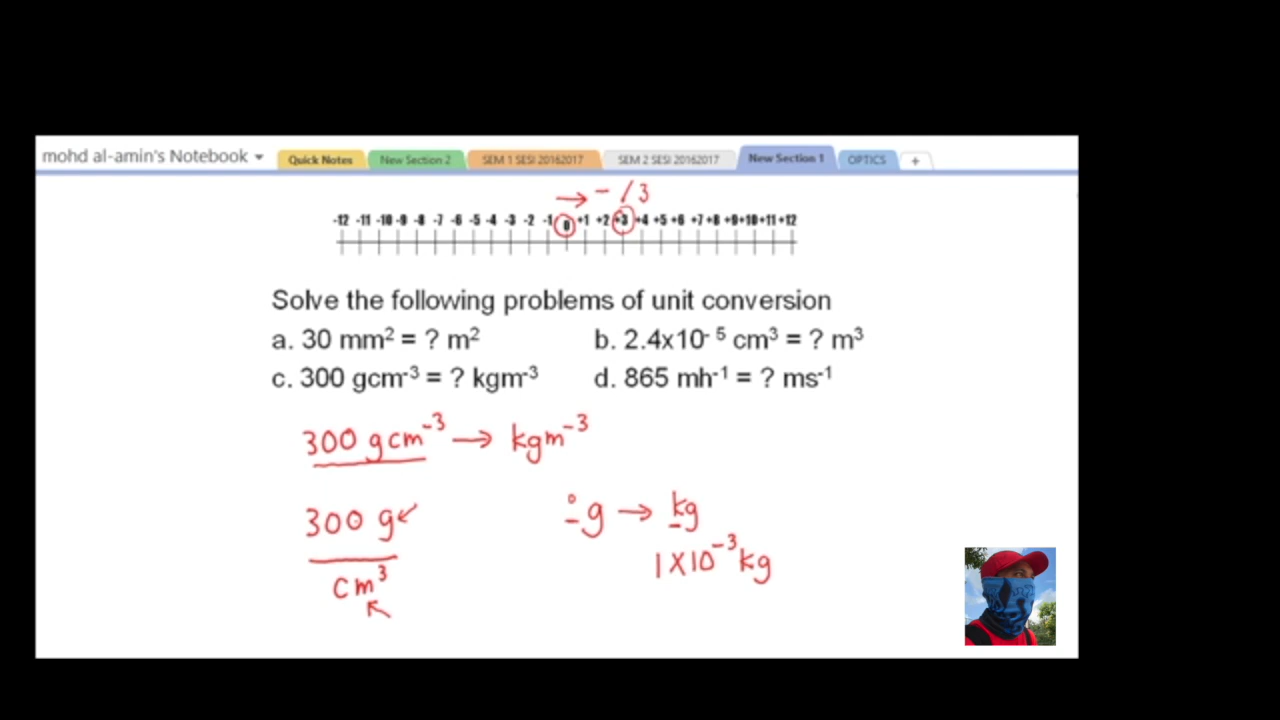 mohd al-amin's Notebook Quick Notes New Section 2 SEM 1 SESI 20162017 SEM 2 SESI 20162017 New Section 1 OPTICS +
→ - / 3
-12 -11 -10 -9 -8 -7 -6 -5 -4 -3 -2 -1 0 +1 +2 +3 +4 +5 +6 +7 +8 +9 +10 +11 +12
Solve the following problems of unit conversion
a. 30 mm² = ? m² b. 2.4x10⁻⁵ cm³ = ? m³
c. 300 gcm⁻³ = ? kgm⁻³ d. 865 mh⁻¹ = ? ms⁻¹
300 gcm⁻³ → kgm⁻³
300 g g → kg
cm³ 1X10⁻³kg